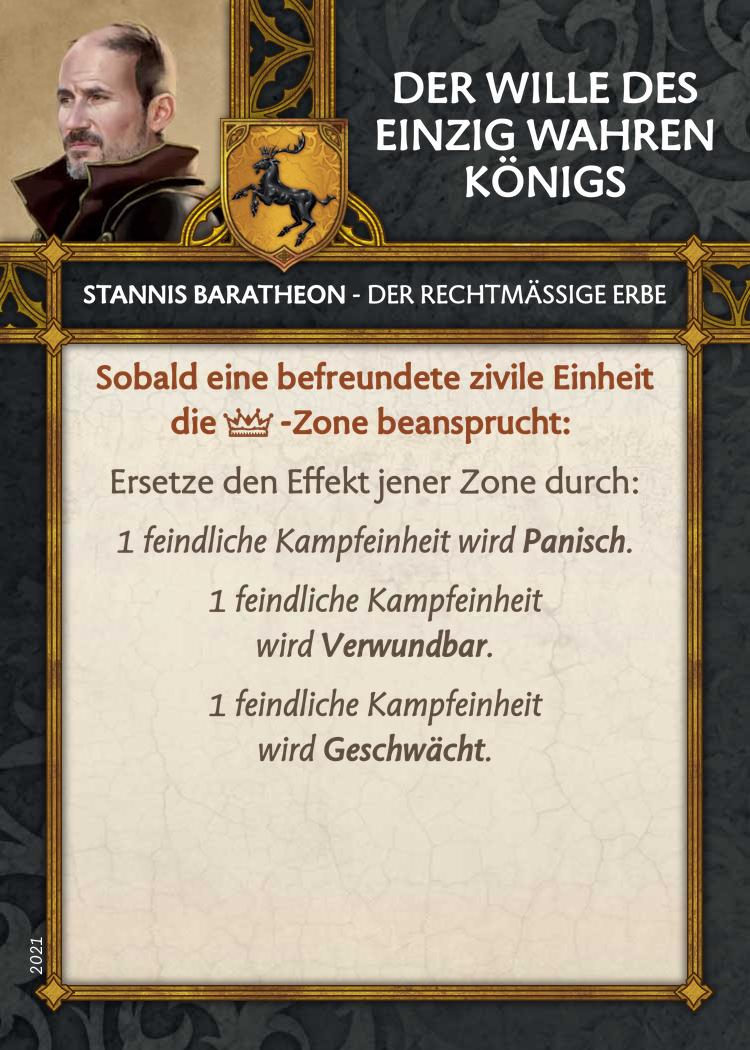 DER WILLE DES
EINZIG WAHREN
KÖNIGS
STANNIS BARATHEON - DER RECHTMÄSSIGE ERBE
Sobald eine befreundete zivile Einheit
die -Zone beansprucht:
Ersetze den Effekt jener Zone durch:
1 feindliche Kampfeinheit wird Panisch.
1 feindliche Kampfeinheit
wird Verwundbar.
1 feindliche Kampfeinheit
wird Geschwächt.
2021